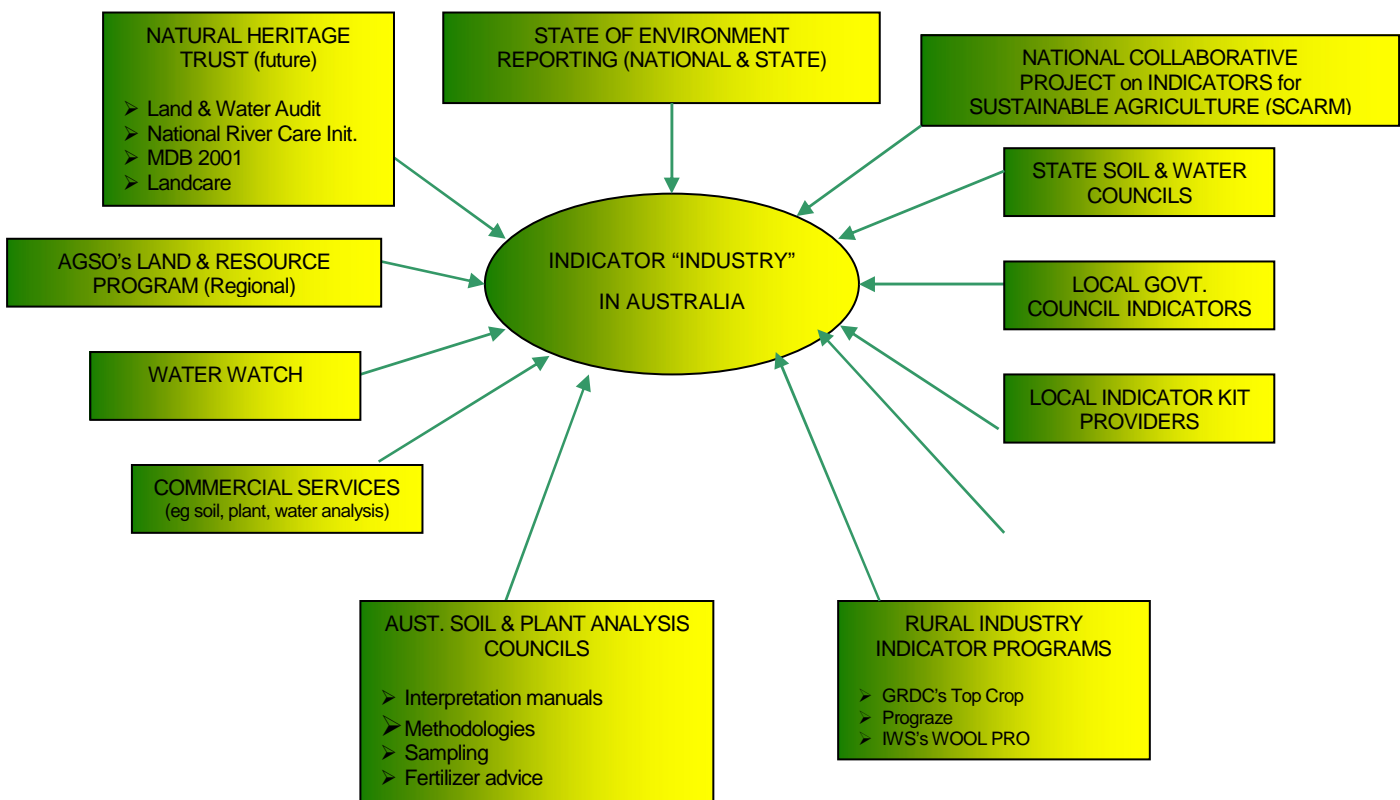 NATURAL HERITAGE
TRUST (future)
➢ Land & Water Audit
➢ National River Care Init.
➢ MDB 2001
➢ Landcare
STATE OF ENVIRONMENT
REPORTING (NATIONAL & STATE)
NATIONAL COLLABORATIVE
PROJECT on INDICATORS for
SUSTAINABLE AGRICULTURE (SCARM)
STATE SOIL & WATER
COUNCILS
AGSO's LAND & RESOURCE
PROGRAM (Regional)
INDICATOR “INDUSTRY”
IN AUSTRALIA
LOCAL GOVT.
COUNCIL INDICATORS
WATER WATCH
LOCAL INDICATOR KIT
PROVIDERS
COMMERCIAL SERVICES
(eg soil, plant, water analysis)
AUST. SOIL & PLANT ANALYSIS
COUNCILS
➢ Interpretation manuals
➢ Methodologies
➢ Sampling
➢ Fertilizer advice
RURAL INDUSTRY
INDICATOR PROGRAMS
➢ GRDC's Top Crop
➢ Prograze
➢ IWS's WOOL PRO